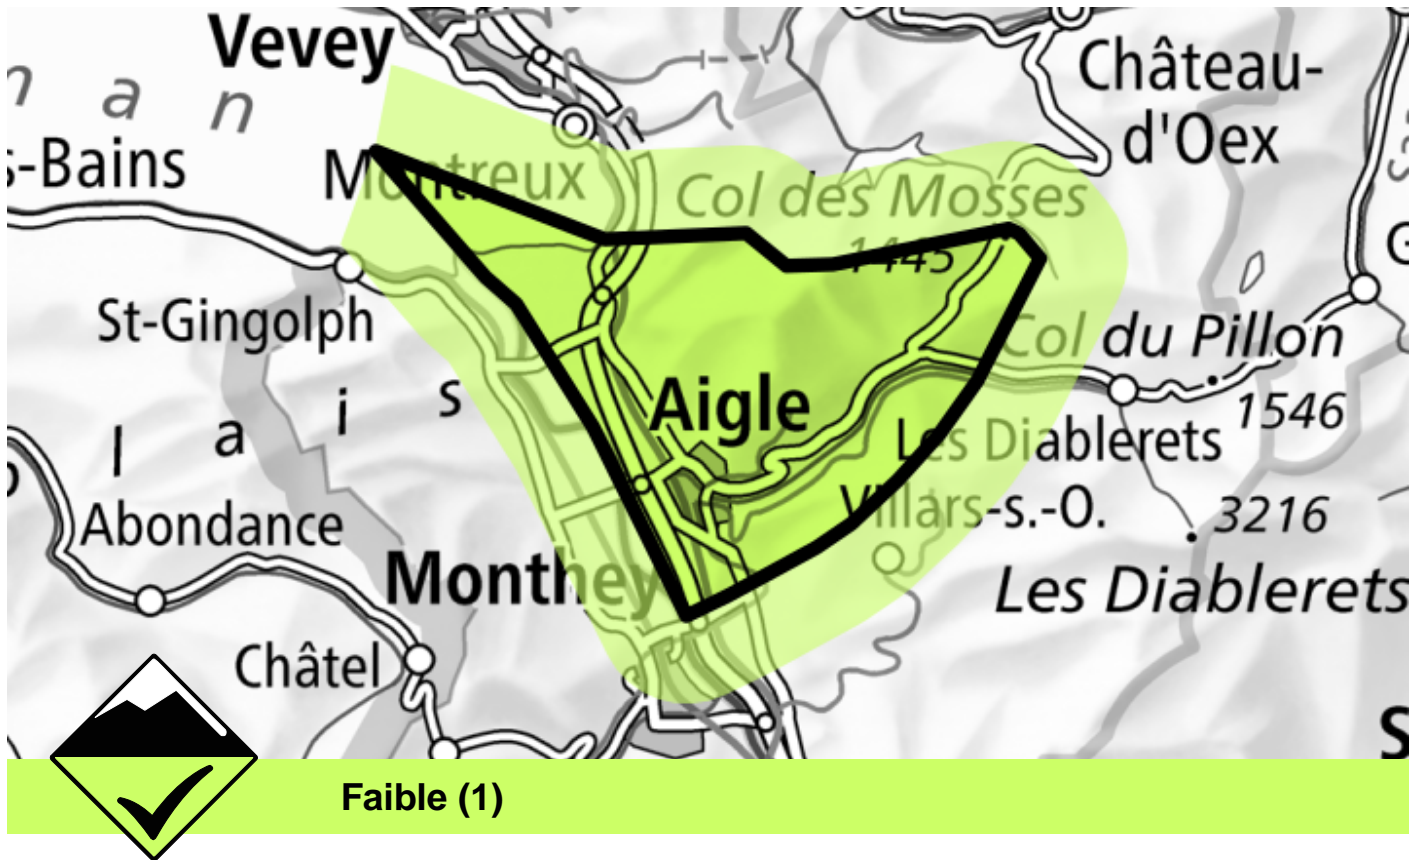 Vevey
Château-
d'Oex
n a n
s-Bains
Montreux
Col des Mosses
1445
St-Gingolph
Col du Pillon
1546
l a i s
Aigle
Les Diablerets
Villars-s.-O.
3216
Abondance
Monthey
Les Diablerets
Châtel
S
Faible (1)